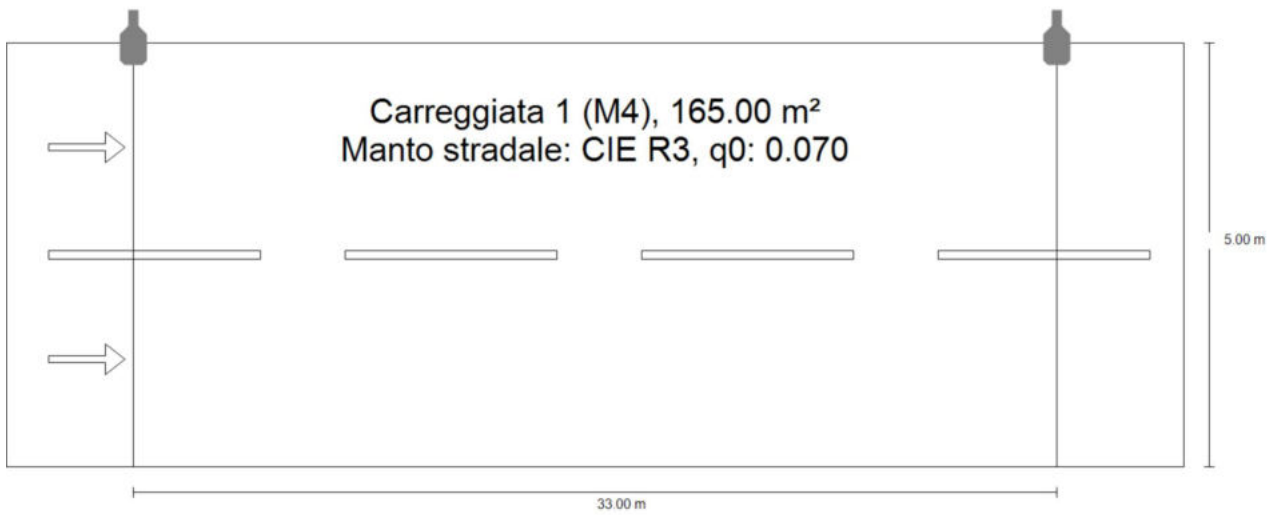 Carreggiata 1 (M4), 165.00 m²
Manto stradale: CIE R3, q0: 0.070
5.00 m
33.00 m